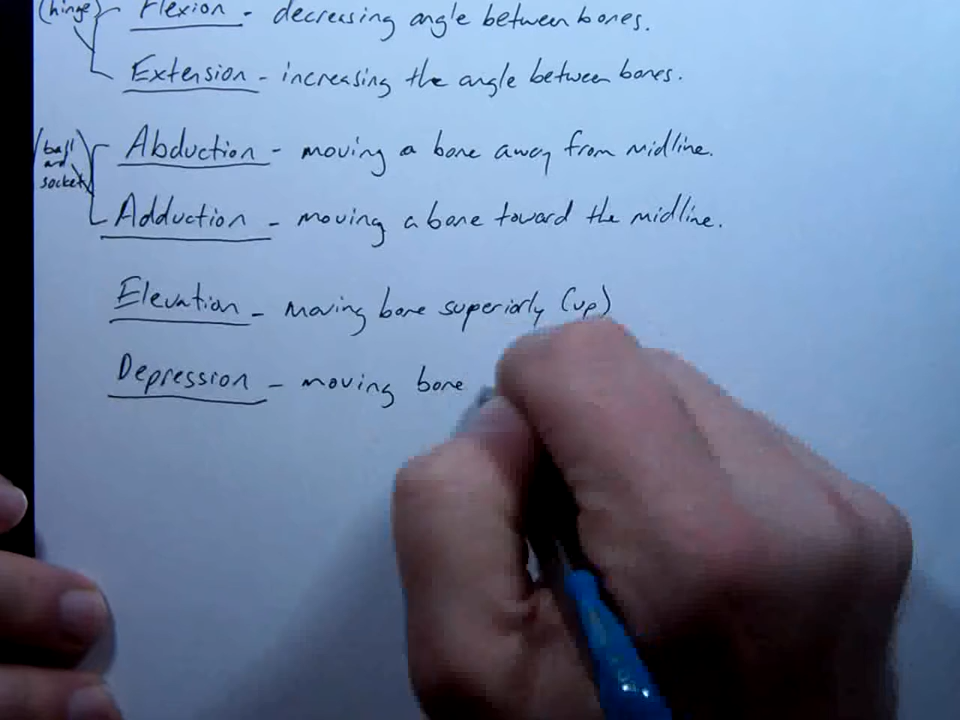 (hinge) Flexion - decreasing angle between bones.
Extension - increasing the angle between bones.
(ball and socket) Abduction - moving a bone away from midline.
Adduction - moving a bone toward the midline.
Elevation - moving bone superiorly (up)
Depression - moving bone